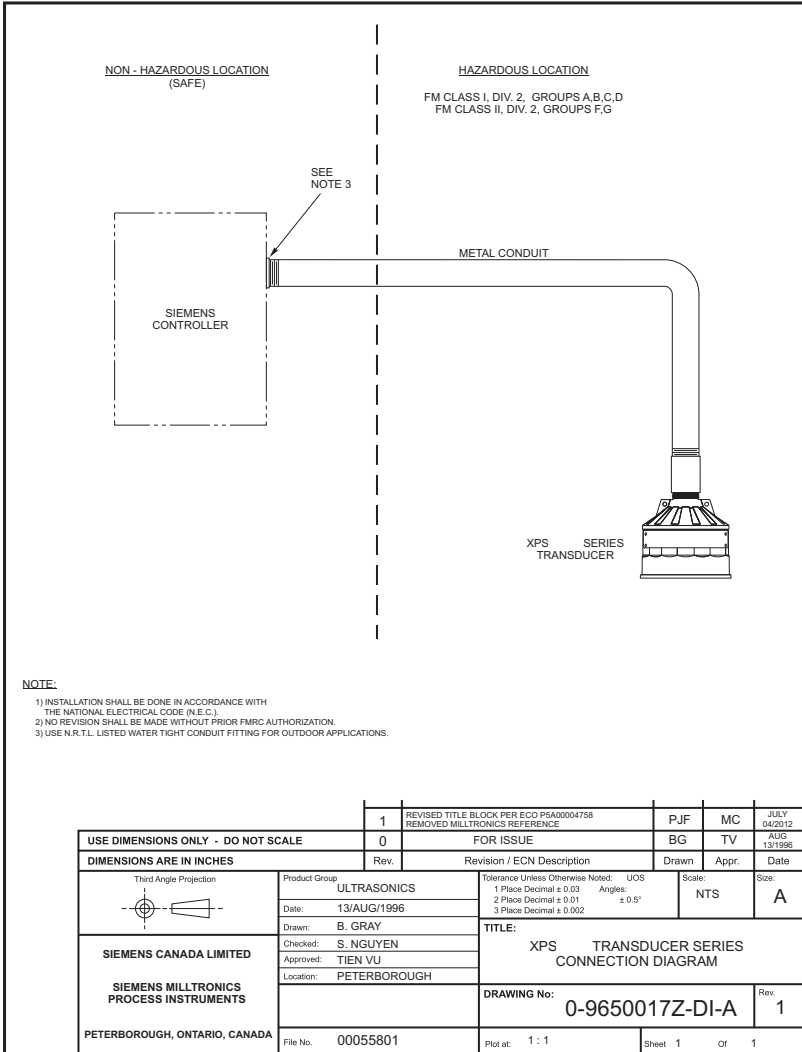 NON - HAZARDOUS LOCATION
(SAFE)
HAZARDOUS LOCATION
FM CLASS I, DIV. 2, GROUPS A,B,C,D
FM CLASS II, DIV. 2, GROUPS F,G
SEE
NOTE 3
METAL CONDUIT
SIEMENS
CONTROLLER
XPS SERIES
TRANSDUCER
NOTE:
1) INSTALLATION SHALL BE DONE IN ACCORDANCE WITH
THE NATIONAL ELECTRICAL CODE (N.E.C.).
2) NO REVISION SHALL BE MADE WITHOUT PRIOR FMRC AUTHORIZATION.
3) USE N.R.T.L. LISTED WATER TIGHT CONDUIT FITTING FOR OUTDOOR APPLICATIONS.
1
REVISED TITLE BLOCK PER ECO P5A00004758
REMOVED MILLTRONICS REFERENCE
PJF
MC
JULY
04/2012
USE DIMENSIONS ONLY - DO NOT SCALE
0
FOR ISSUE
BG
TV
AUG
13/1996
DIMENSIONS ARE IN INCHES
Rev.
Revision / ECN Description
Drawn
Appr.
Date
Third Angle Projection
Product Group
ULTRASONICS
Date: 13/AUG/1996
Drawn: B. GRAY
Checked: S. NGUYEN
Approved: TIEN VU
Location: PETERBOROUGH
Tolerance Unless Otherwise Noted: UOS
1 Place Decimal ± 0.03 Angles:
2 Place Decimal ± 0.01 ± 0.5°
3 Place Decimal ± 0.002
Scale:
NTS
Size:
A
TITLE:
XPS TRANSDUCER SERIES
CONNECTION DIAGRAM
SIEMENS CANADA LIMITED
SIEMENS MILLTRONICS
PROCESS INSTRUMENTS
PETERBOROUGH, ONTARIO, CANADA
DRAWING No:
0-9650017Z-DI-A
Rev.
1
File No. 00055801
Plot at: 1 : 1
Sheet 1 Of 1